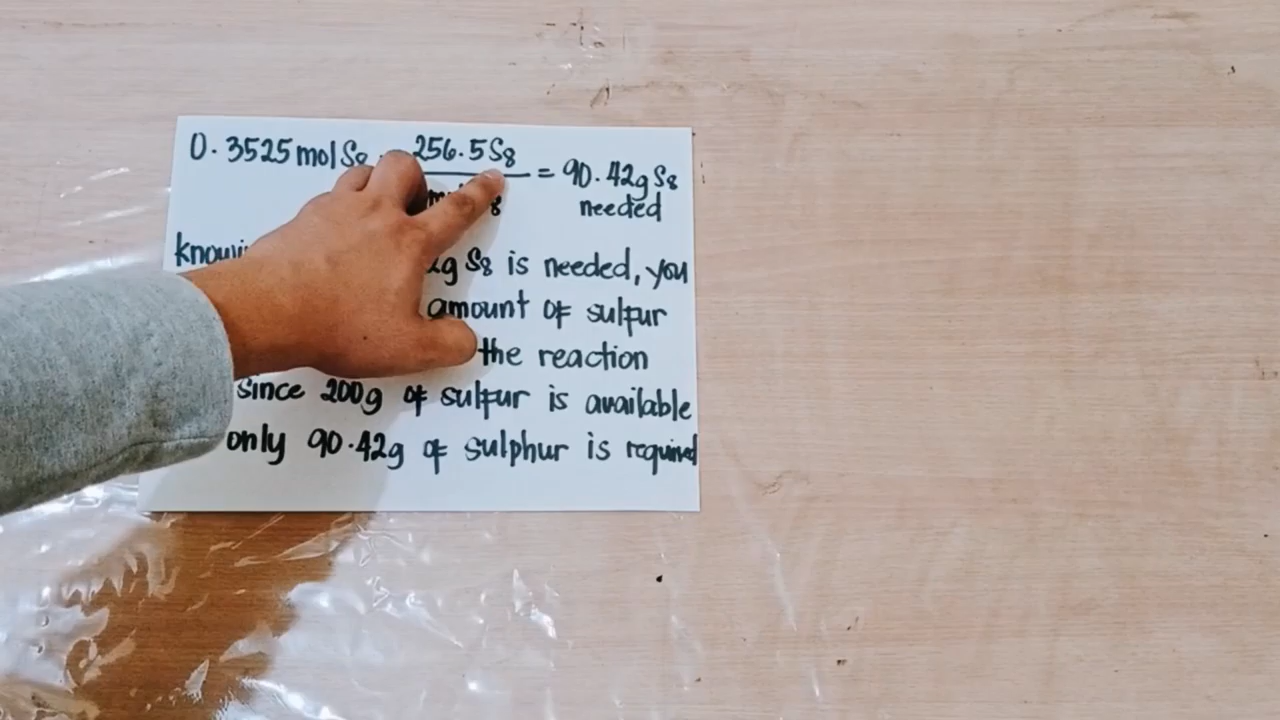 0.3525 mol S8 256.5 S8 = 90.42g S8
needed
g S8 is needed, you
amount of sulfur
the reaction
since 200g of sulfur is available
only 90.42g of sulphur is required